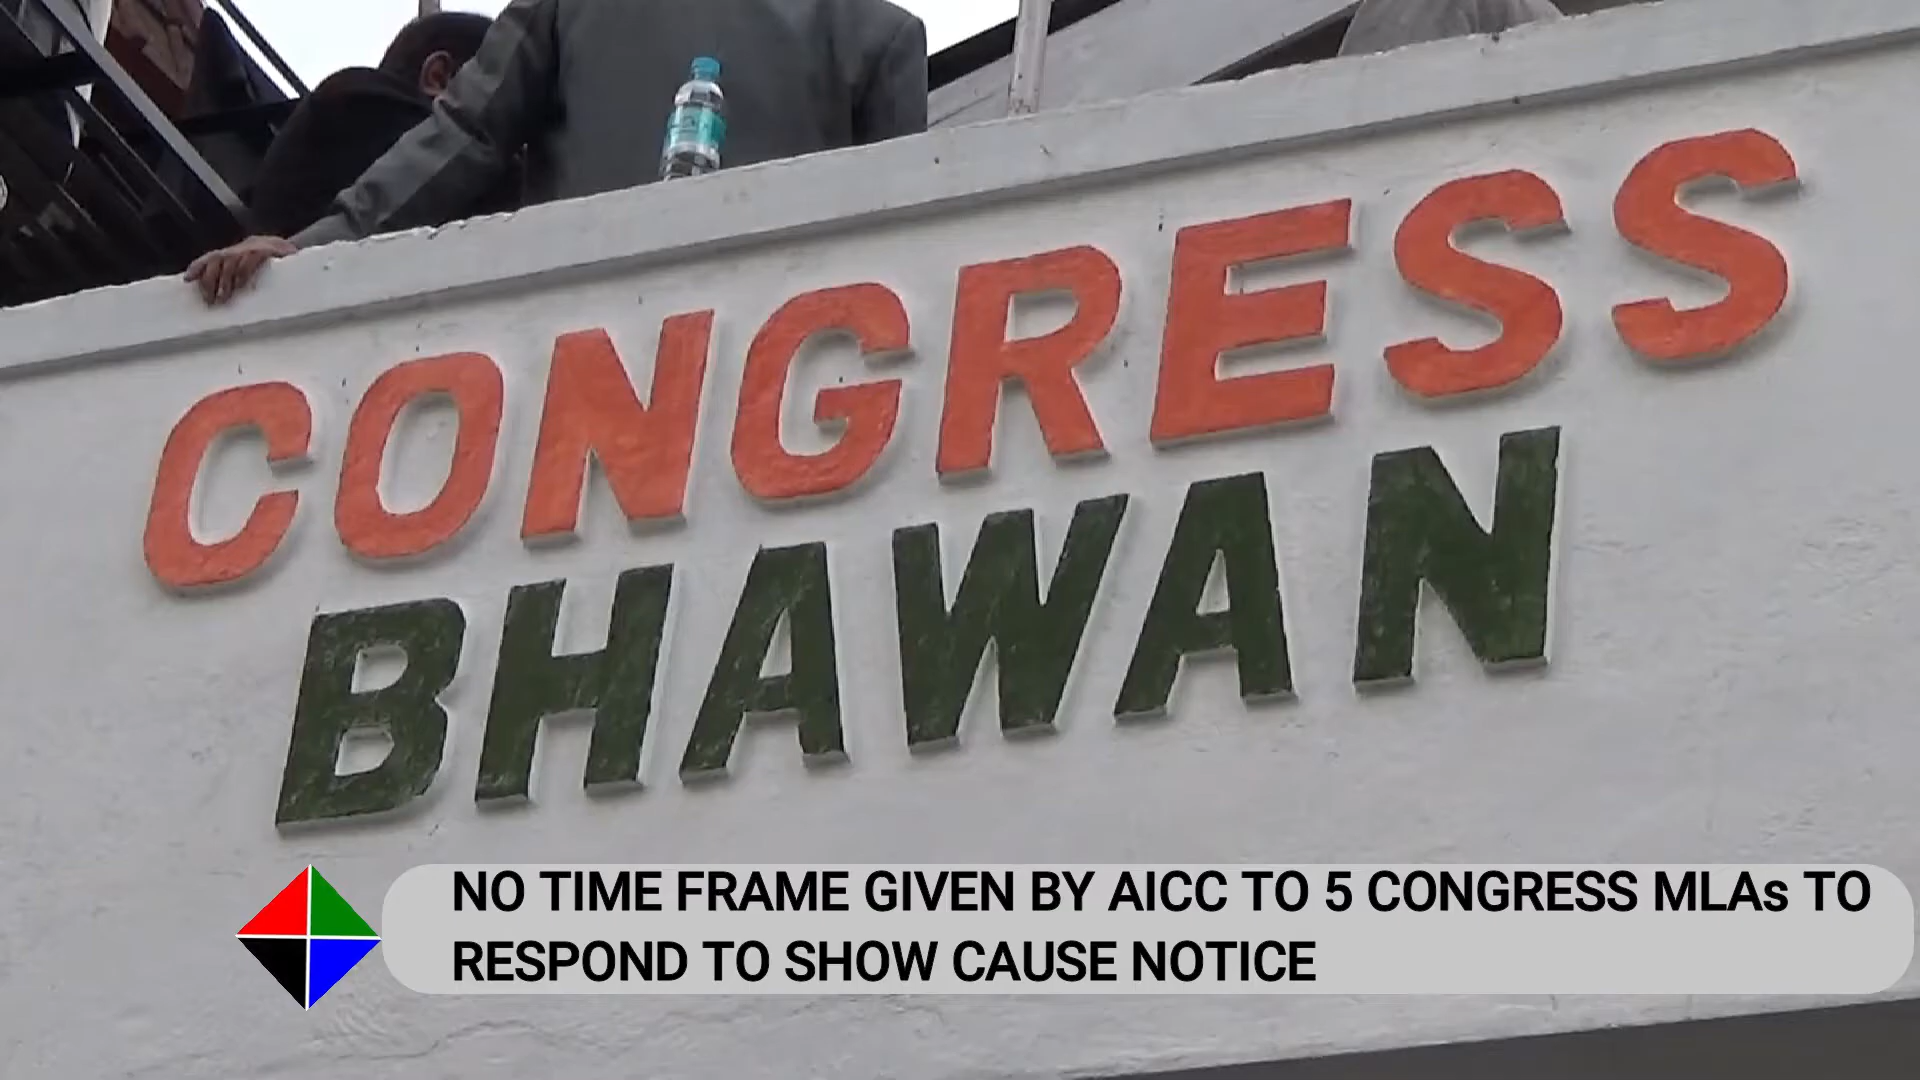 CONGRESS
BHAWAN
NO TIME FRAME GIVEN BY AICC TO 5 CONGRESS MLAs TO
RESPOND TO SHOW CAUSE NOTICE